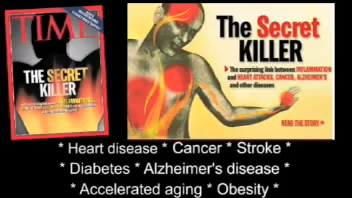 TIME
THE SECRET
KILLER
The Secret
KILLER
▶ The surprising link between INFLAMMATION
and HEART ATTACKS, CANCER, ALZHEIMER'S
and other diseases
READ THE STORY
* Heart disease * Cancer * Stroke *
* Diabetes * Alzheimer's disease *
* Accelerated aging * Obesity *